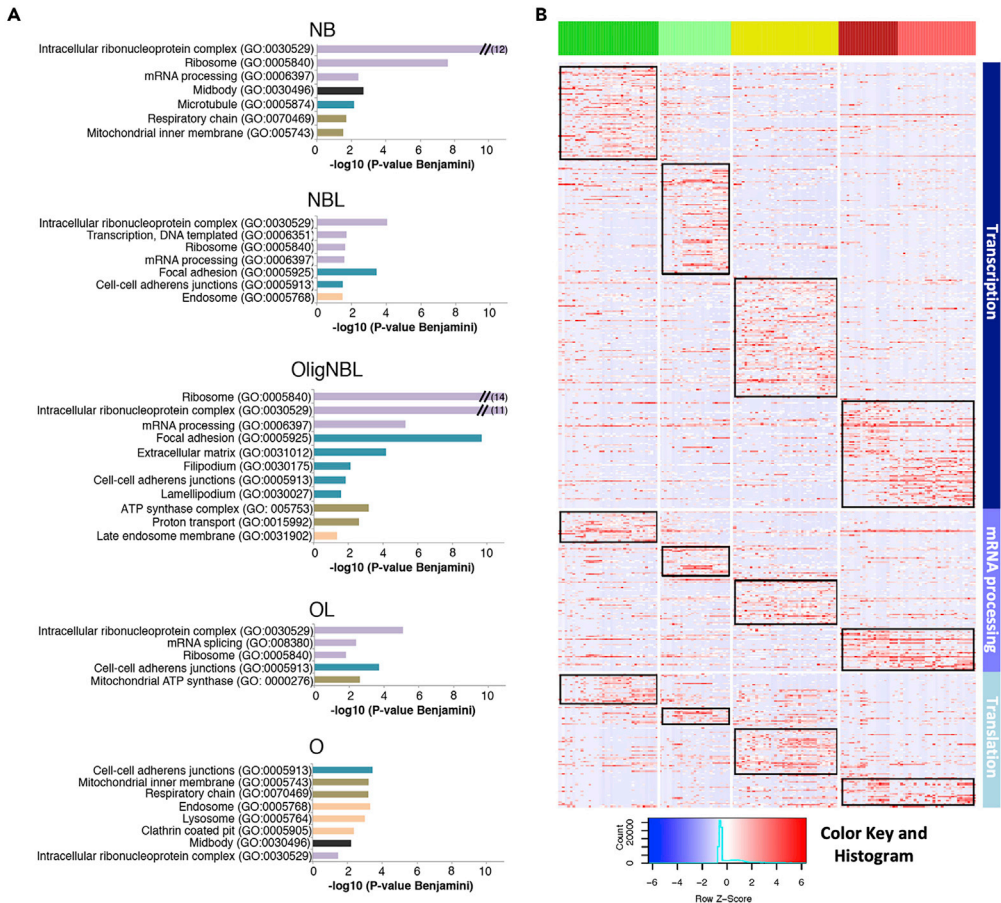 A
NB
Intracellular ribonucleoprotein complex (GO:0030529) (12)
Ribosome (GO:0005840)
mRNA processing (GO:0006397)
Midbody (GO:0030496)
Microtubule (GO:0005874)
Respiratory chain (GO:0070469)
Mitochondrial inner membrane (GO:005743)
0 2 4 6 8 10
-log10 (P-value Benjamini)
NBL
Intracellular ribonucleoprotein complex (GO:0030529)
Transcription, DNA templated (GO:0006351)
Ribosome (GO:0005840)
mRNA processing (GO:0006397)
Focal adhesion (GO:0005925)
Cell-cell adherens junctions (GO:0005913)
Endosome (GO:0005768)
0 2 4 6 8 10
-log10 (P-value Benjamini)
OligNBL
Ribosome (GO:0005840) (14)
Intracellular ribonucleoprotein complex (GO:0030529) (11)
mRNA processing (GO:0006397)
Focal adhesion (GO:0005925)
Extracellular matrix (GO:0031012)
Filipodium (GO:0030175)
Cell-cell adherens junctions (GO:0005913)
Lamellipodium (GO:0030027)
ATP synthase complex (GO: 005753)
Proton transport (GO:0015992)
Late endosome membrane (GO:0031902)
0 2 4 6 8 10
-log10 (P-value Benjamini)
OL
Intracellular ribonucleoprotein complex (GO:0030529)
mRNA splicing (GO:008380)
Ribosome (GO:0005840)
Cell-cell adherens junctions (GO:0005913)
Mitochondrial ATP synthase (GO: 0000276)
0 2 4 6 8 10
-log10 (P-value Benjamini)
O
Cell-cell adherens junctions (GO:0005913)
Mitochondrial inner membrane (GO:0005743)
Respiratory chain (GO:0070469)
Endosome (GO:0005768)
Lysosome (GO:0005764)
Clathrin coated pit (GO:0005905)
Midbody (GO:0030496)
Intracellular ribonucleoprotein complex (GO:0030529)
0 2 4 6 8 10
-log10 (P-value Benjamini)
B
Transcription
mRNA processing
Translation
Count
0 20000
-6 -4 -2 0 2 4 6
Row Z-Score
Color Key and
Histogram